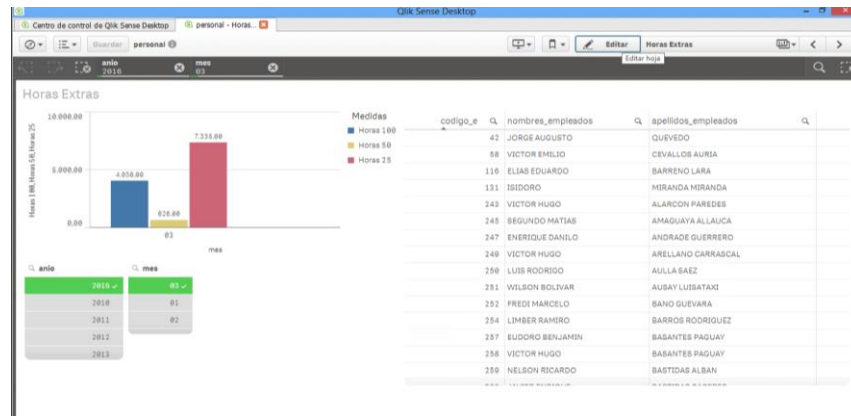 Qlik Sense Desktop
Centro de control de Qlik Sense Desktop
personal - Horas...
Guardar
personal
Editar
Horas Extras
Editar hoja
anio
2016
mes
03
Horas Extras
10.000,00
5.000,00
0,00
Horas 100, Horas 50, Horas 25
4.050,00
620,00
7.336,00
03
mes
Medidas
Horas 100
Horas 50
Horas 25
anio
2016
2010
2011
2012
2013
mes
03
01
02
codigo_e nombres_empleados apellidos_empleados
42 JORGE AUGUSTO QUEVEDO
58 VICTOR EMILIO CEVALLOS AURIA
116 ELIAS EDUARDO BARRENO LARA
131 ISIDORO MIRANDA MIRANDA
243 VICTOR HUGO ALARCON PAREDES
245 SEGUNDO MATIAS AMAGUAYA ALLAUCA
247 ENERIQUE DANILO ANDRADE GUERRERO
249 VICTOR HUGO ARELLANO CARRASCAL
250 LUIS RODRIGO AULLA SAEZ
251 WILSON BOLIVAR AUSAY LUISATAXI
252 FREDI MARCELO BANO GUEVARA
254 LIMBER RAMIRO BARROS RODRIGUEZ
257 EUDORO BENJAMIN BASANTES PAGUAY
258 VICTOR HUGO BASANTES PAGUAY
259 NELSON RICARDO BASTIDAS ALBAN